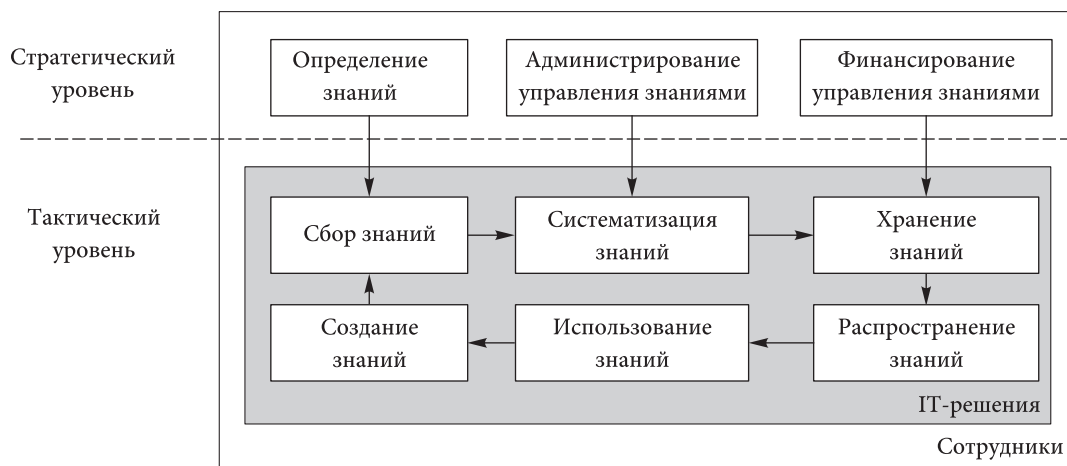 Стратегический
уровень
Определение
знаний
Администрирование
управления знаниями
Финансирование
управления знаниями
Тактический
уровень
Сбор знаний
Систематизация
знаний
Хранение
знаний
Создание
знаний
Использование
знаний
Распространение
знаний
IT-решения
Сотрудники